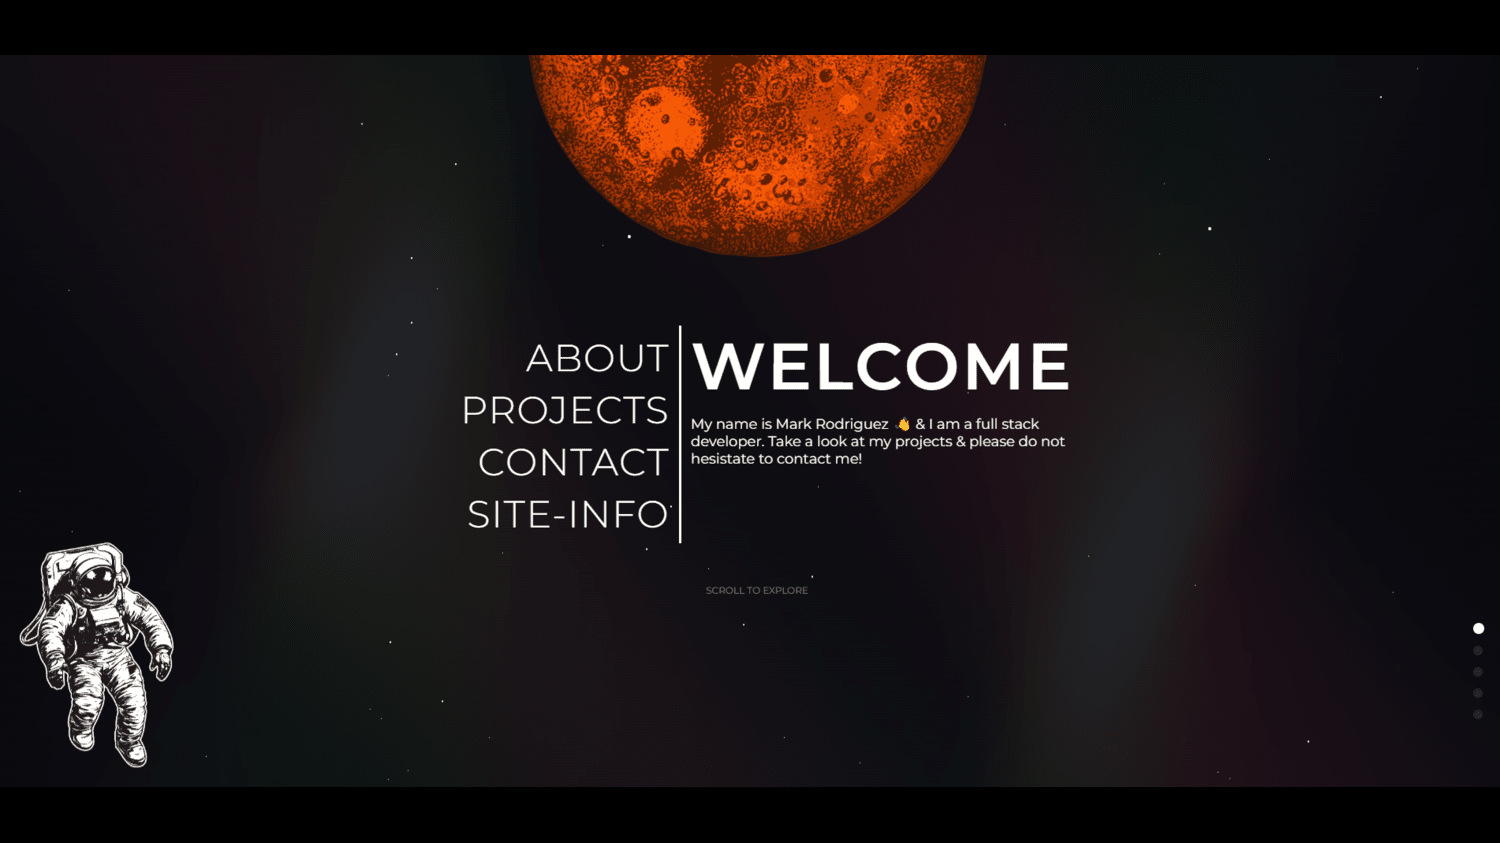 ABOUT
PROJECTS
CONTACT
SITE-INFO
WELCOME
My name is Mark Rodriguez 👋 & I am a full stack
developer. Take a look at my projects & please do not
hesistate to contact me!
SCROLL TO EXPLORE